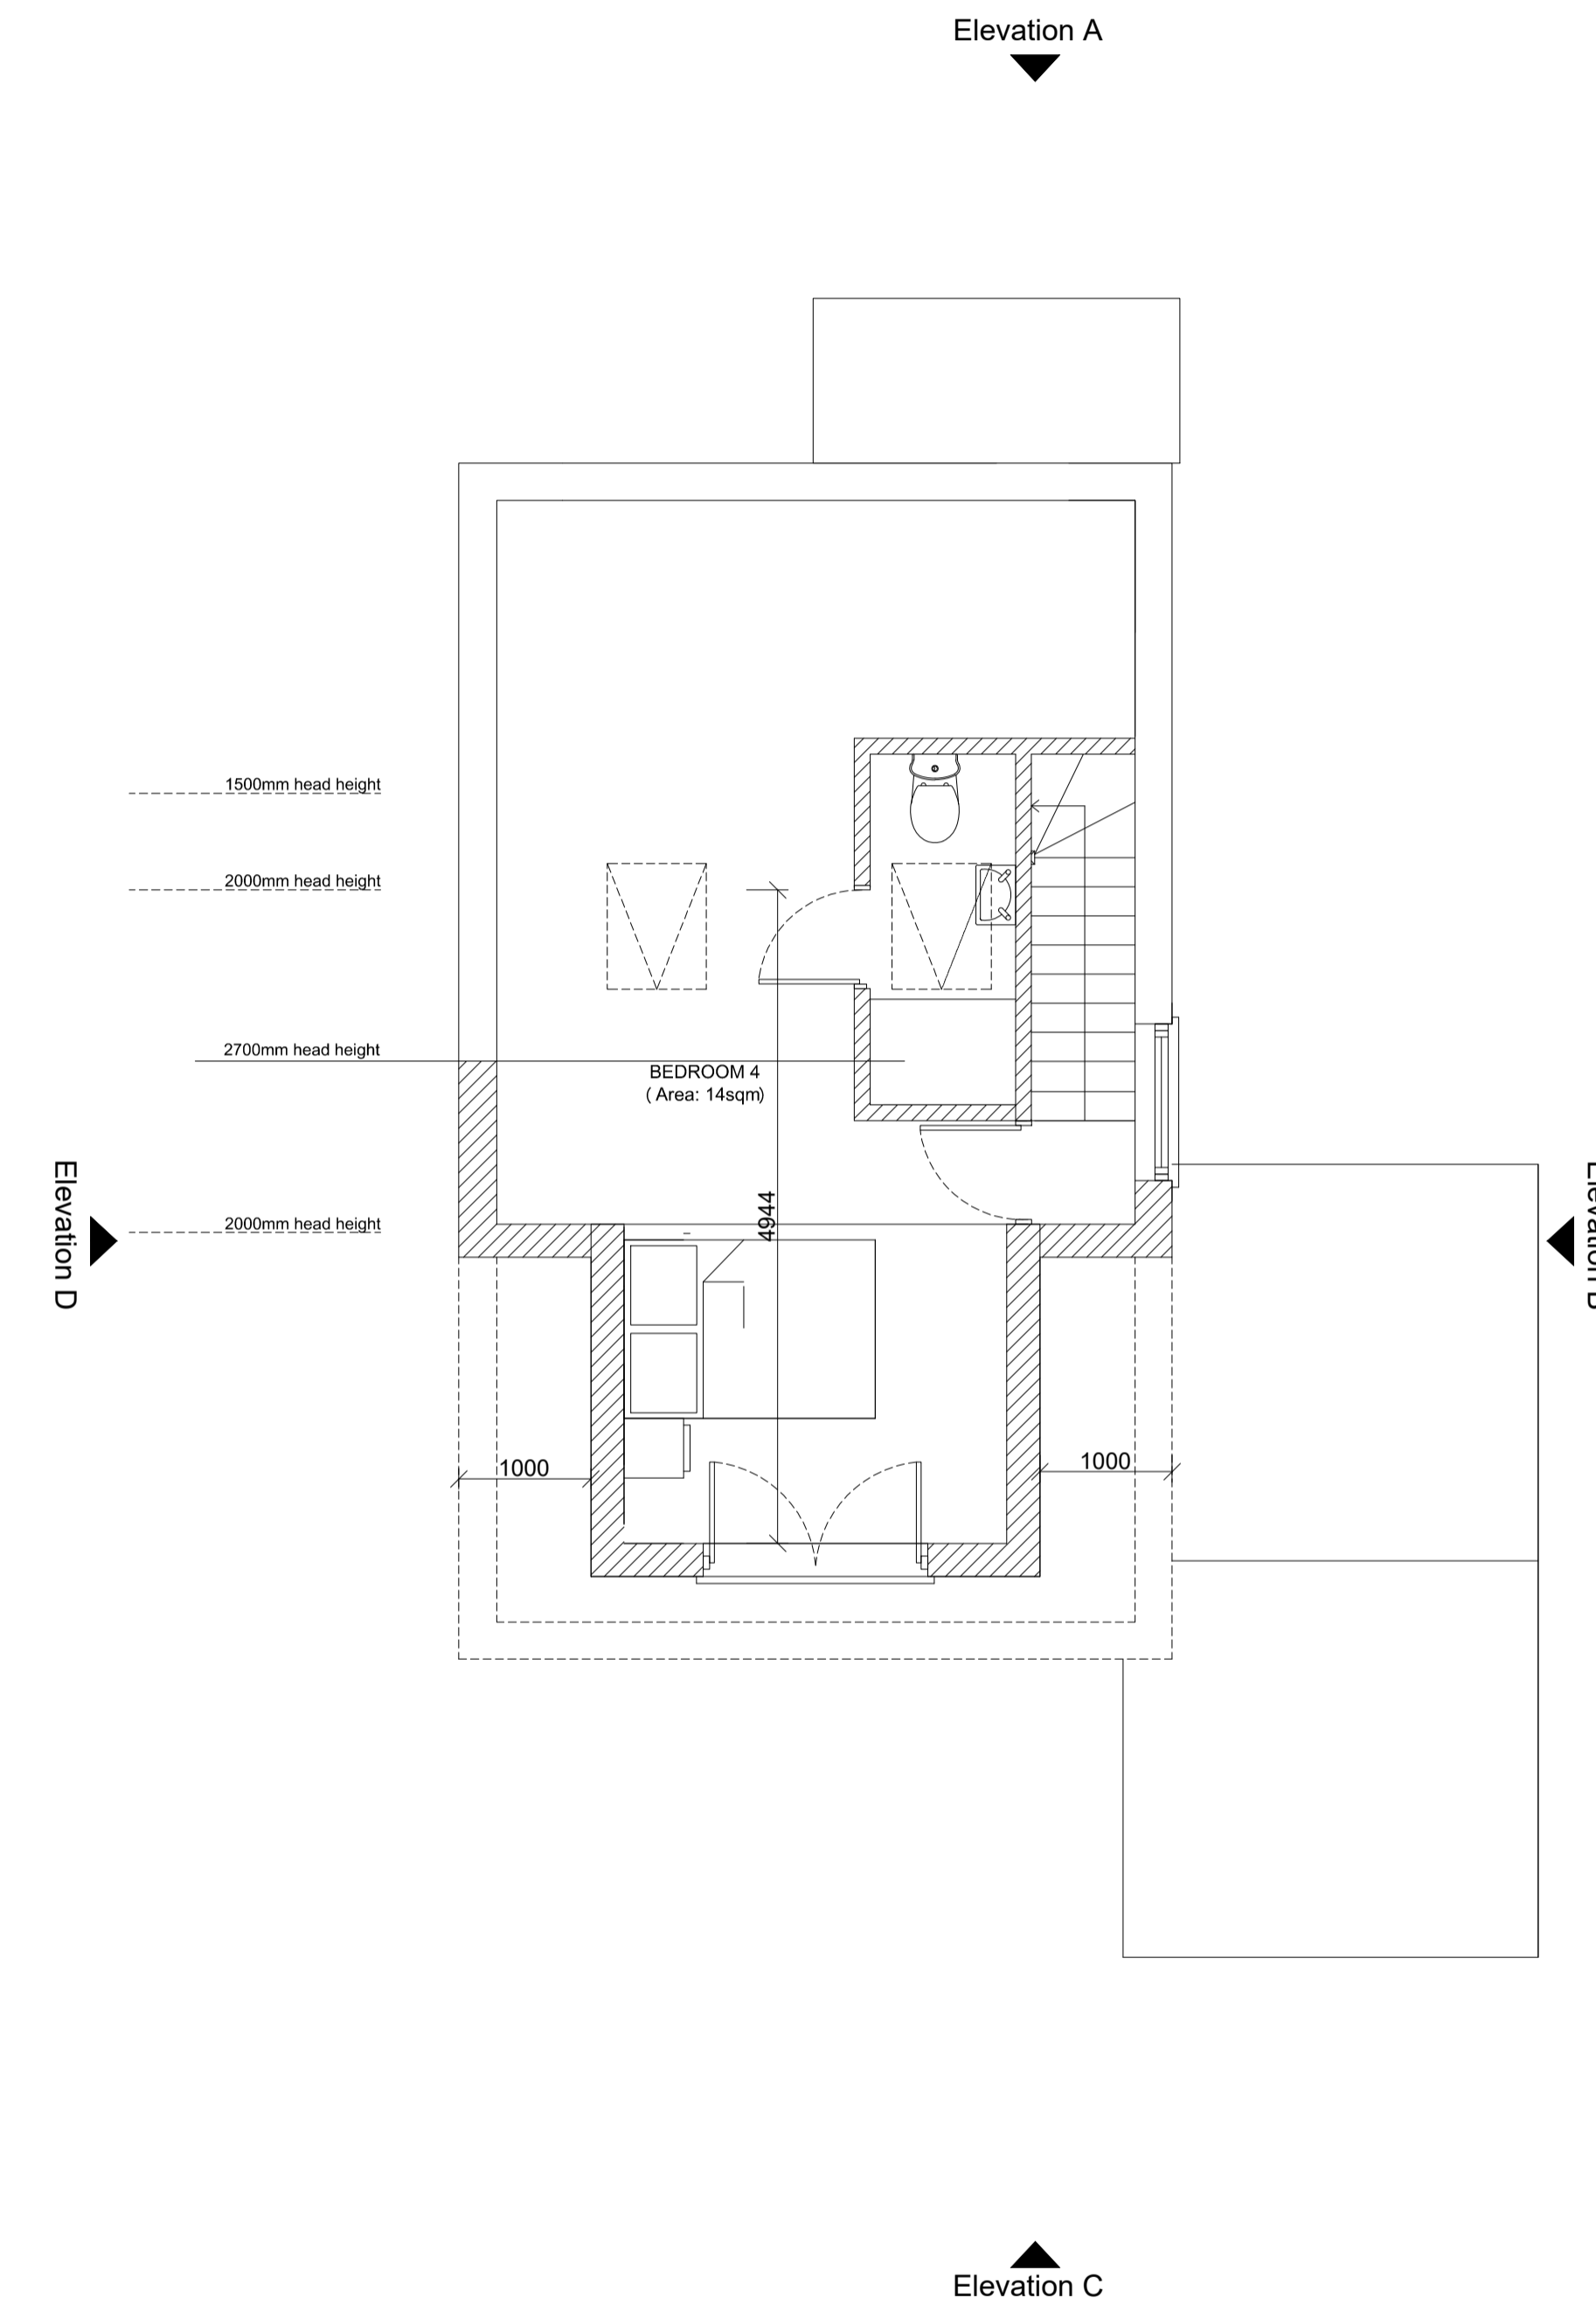 Elevation A
1500mm head height
2000mm head height
2700mm head height
BEDROOM 4
( Area: 14sqm)
4944
2000mm head height
Elevation D
1000
1000
Elevation C